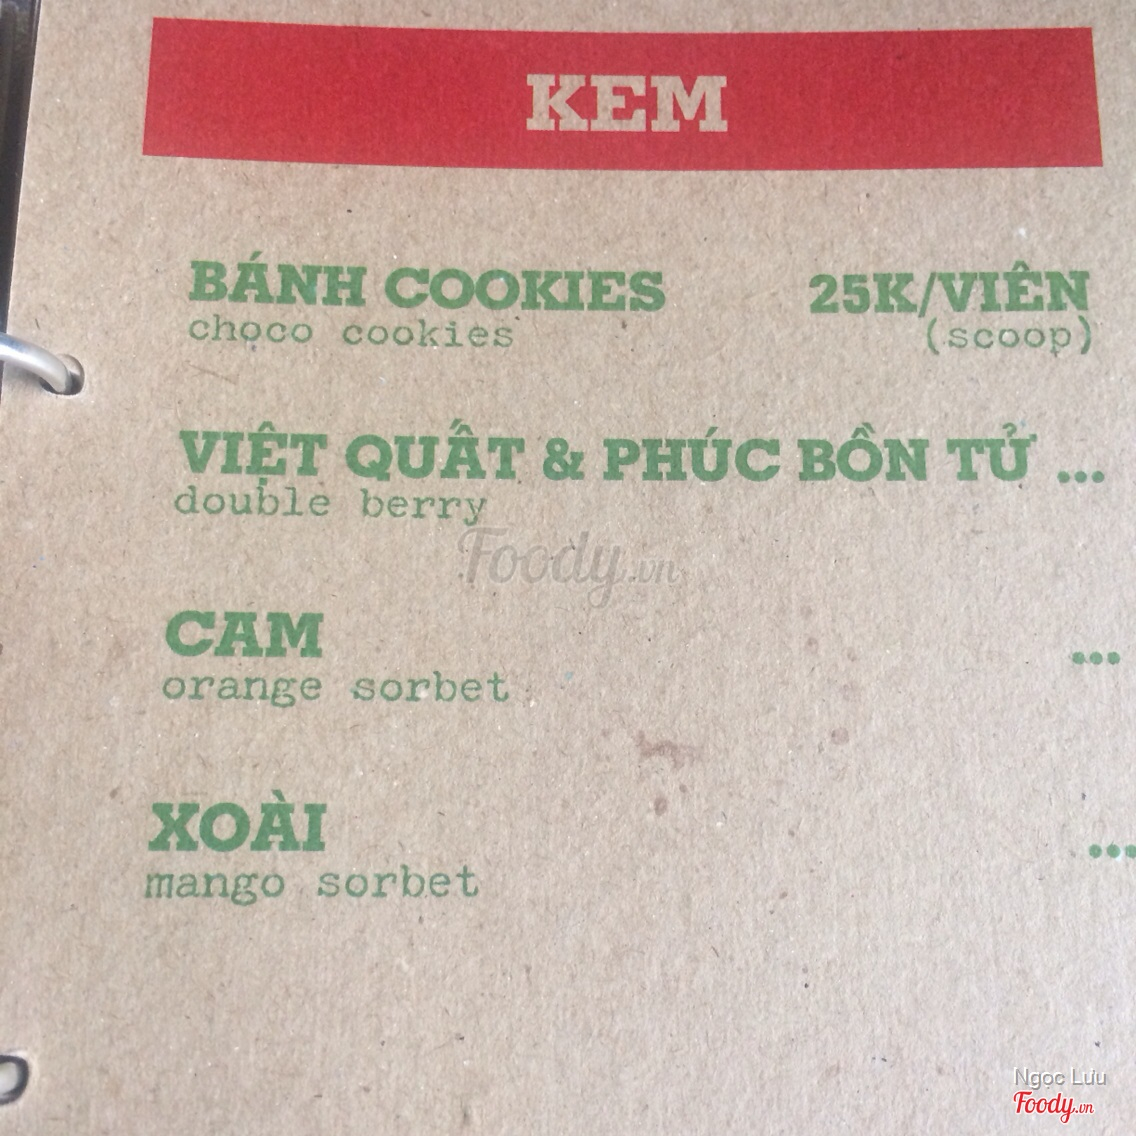 KEM
BÁNH COOKIES 25K/VIÊN
choco cookies (scoop)
VIỆT QUẤT & PHÚC BỒN TỬ ...
double berry
Foody.vn
CAM ...
orange sorbet
XOÀI ...
mango sorbet
Ngọc Lưu
Foody.vn